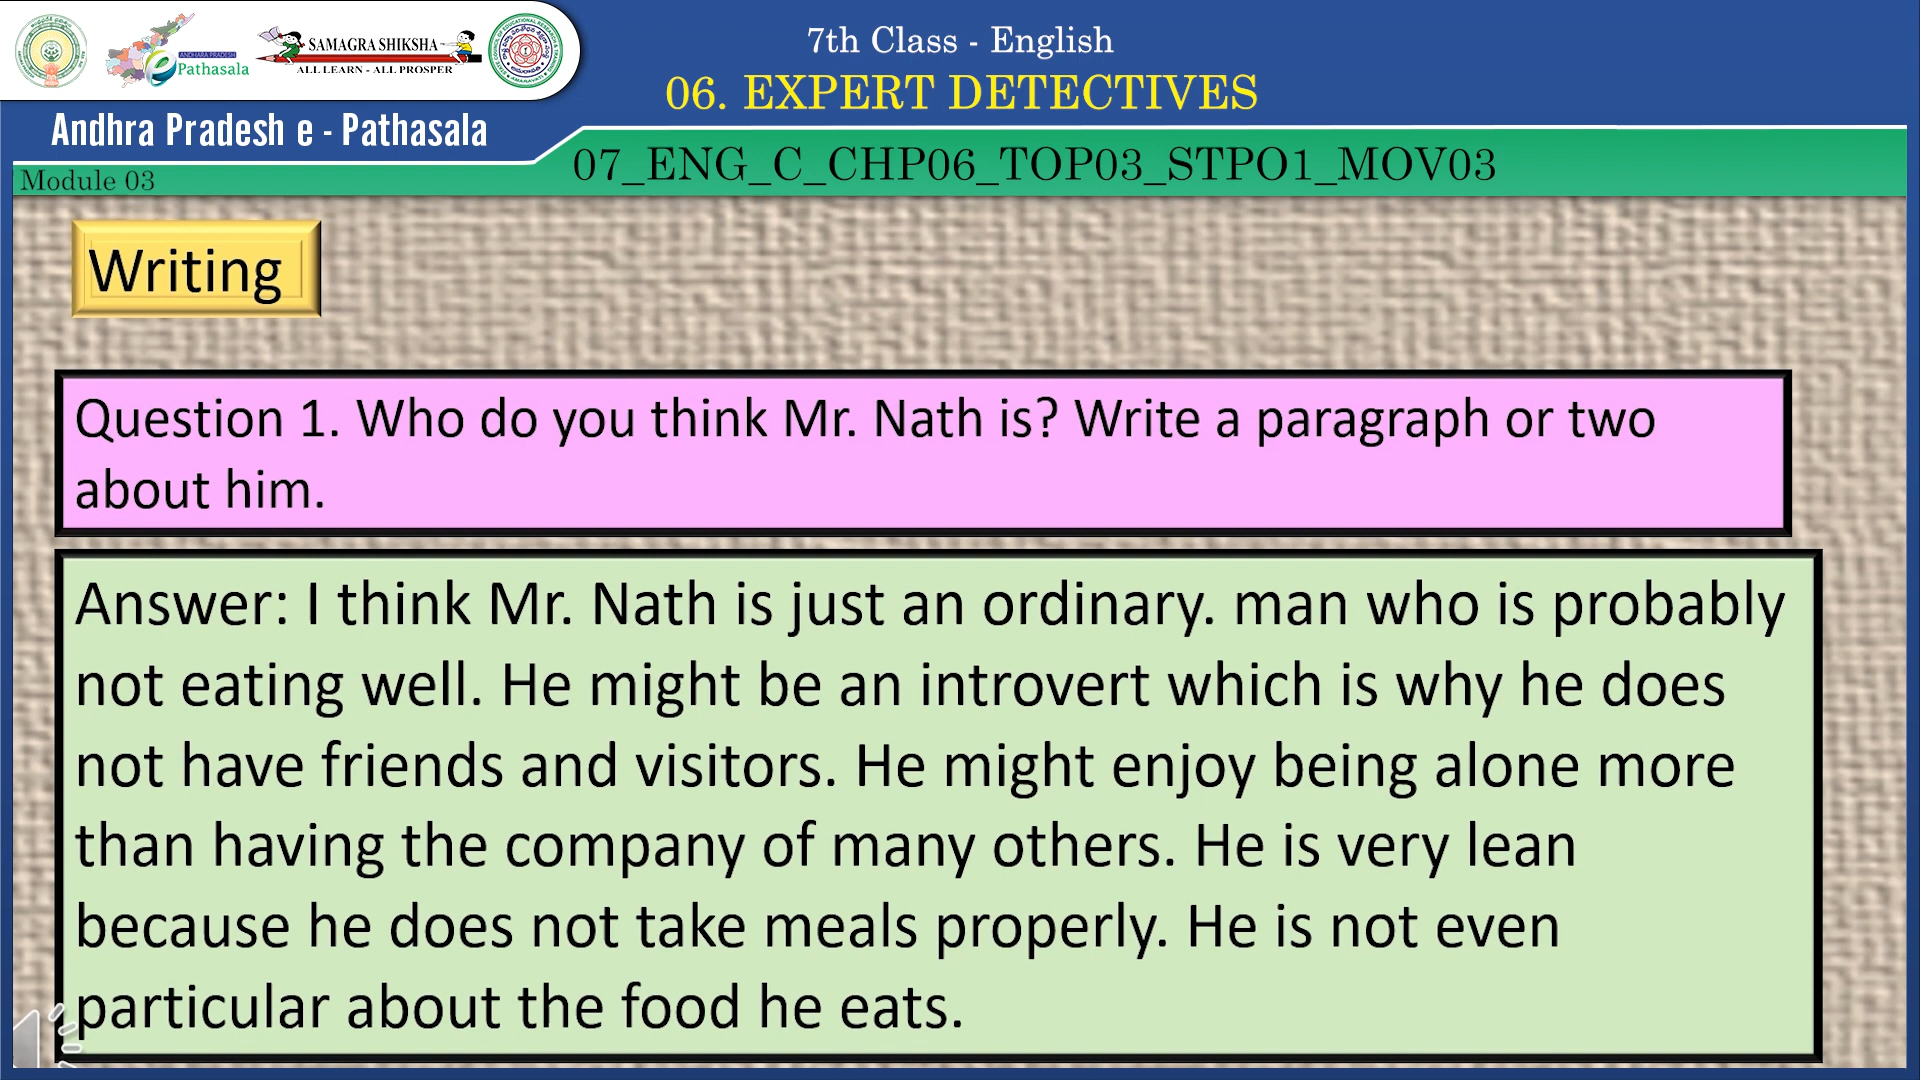 ANDHRA PRADESH
e Pathasala
SAMAGRA SHIKSHA
ALL LEARN - ALL PROSPER
Andhra Pradesh e - Pathasala
Module 03
7th Class - English
06. EXPERT DETECTIVES
07_ENG_C_CHP06_TOP03_STPO1_MOV03
Writing
Question 1. Who do you think Mr. Nath is? Write a paragraph or two
about him.
Answer: I think Mr. Nath is just an ordinary. man who is probably
not eating well. He might be an introvert which is why he does
not have friends and visitors. He might enjoy being alone more
than having the company of many others. He is very lean
because he does not take meals properly. He is not even
particular about the food he eats.